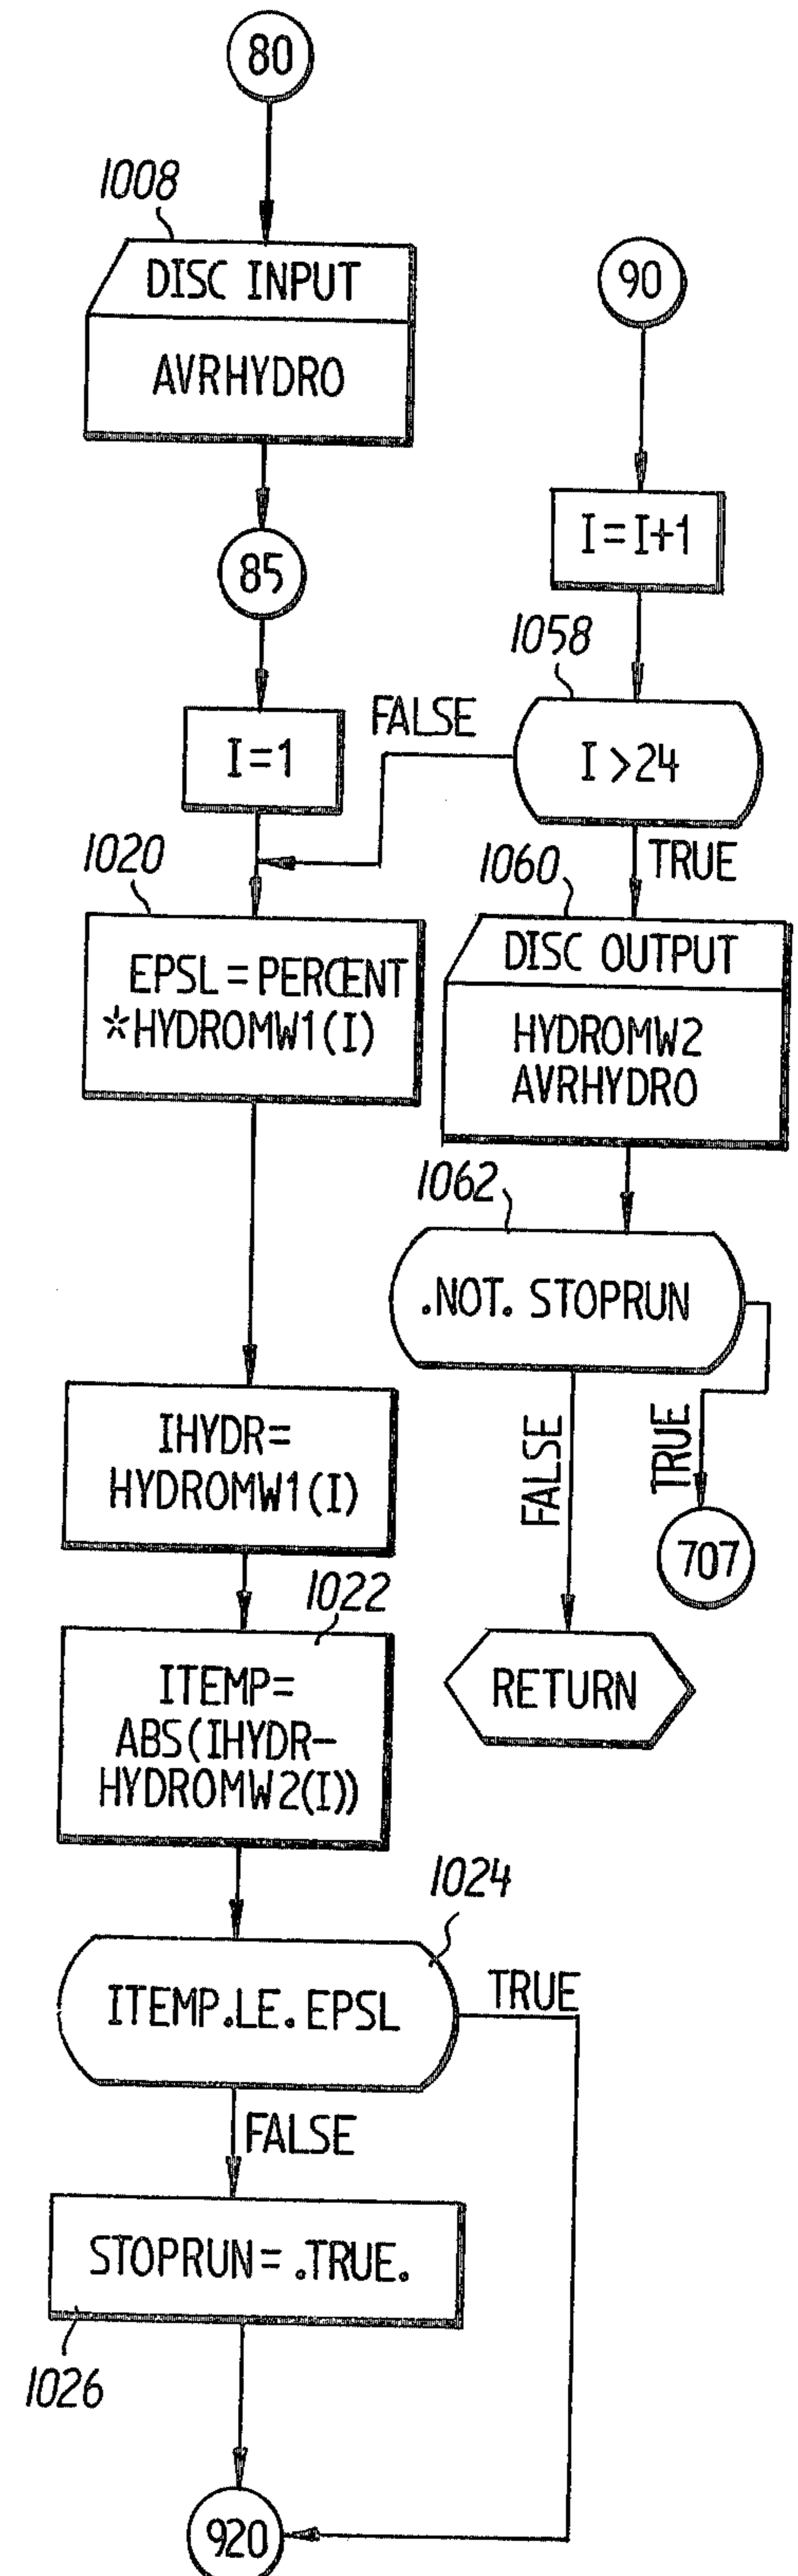 80
1008
DISC INPUT
AVRHYDRO
85
I=1
1020
EPSL=PERCENT
*HYDROMW1(I)
IHYDR=
HYDROMW1(I)
1022
ITEMP=
ABS(IHYDR-
HYDROMW2(I))
1024
ITEMP.LE.EPSL
TRUE
FALSE
STOPRUN=.TRUE.
1026
920
90
I=I+1
1058
FALSE
I>24
TRUE
1060
DISC OUTPUT
HYDROMW2
AVRHYDRO
1062
.NOT. STOPRUN
FALSE
TRUE
707
RETURN